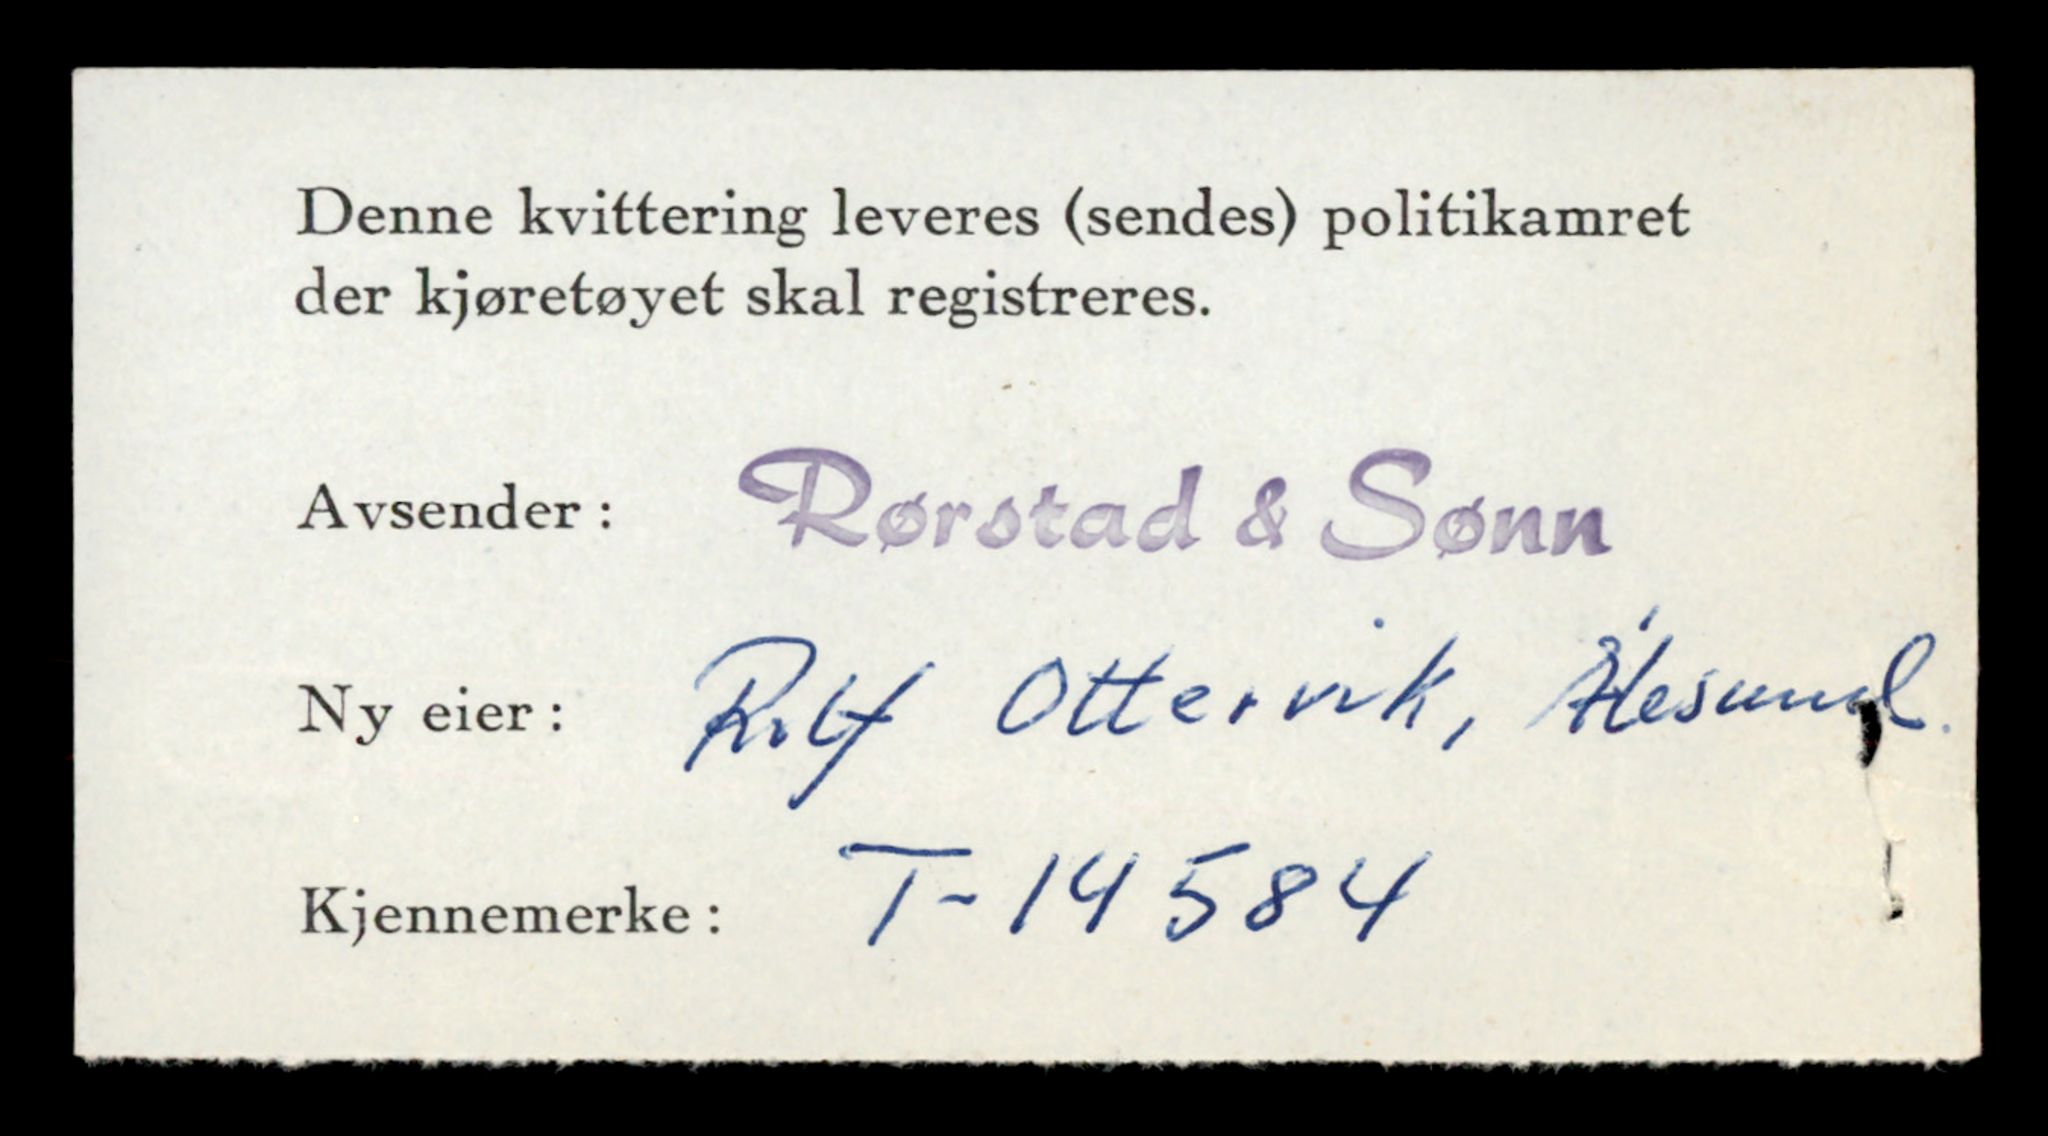 Denne kvittering leveres (sendes) politikamret
der kjøretøyet skal registreres.
Avsender: Rørstad & Sønn
Ny eier: Rolf Ottervik, Ålesund.
Kjennemerke: T-14584